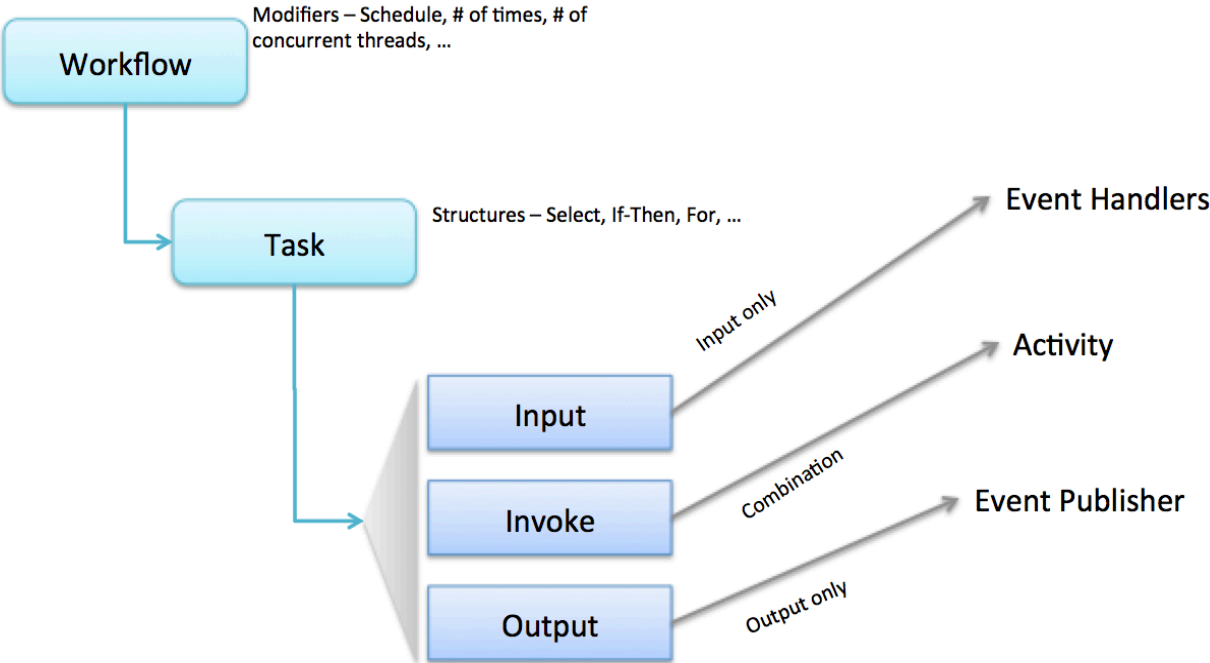 Modifiers – Schedule, # of times, # of
concurrent threads, ...
Workflow
Structures – Select, If-Then, For, ...
Task
Event Handlers
Input only
Activity
Input
Combination
Event Publisher
Invoke
Output only
Output